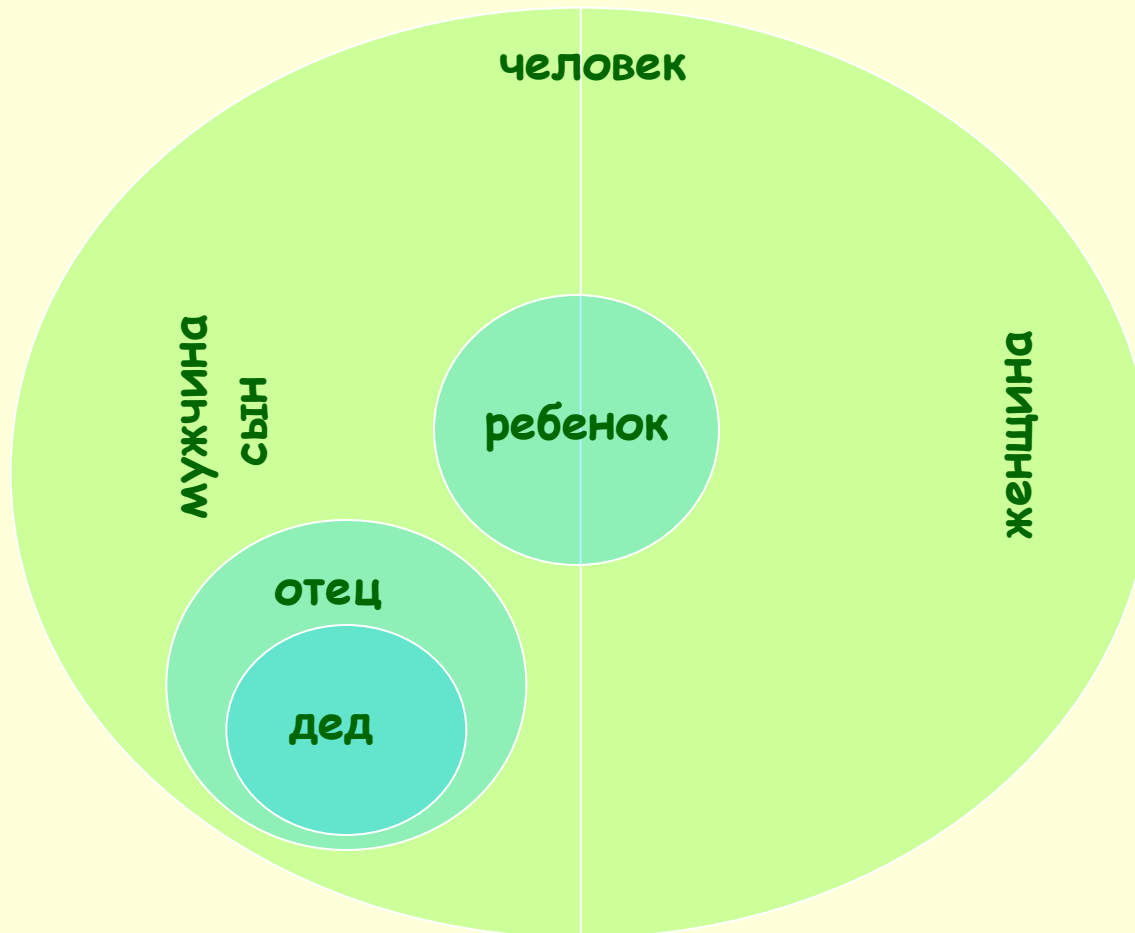 человек
мужчина
сын
ребенок
женщина
отец
дед